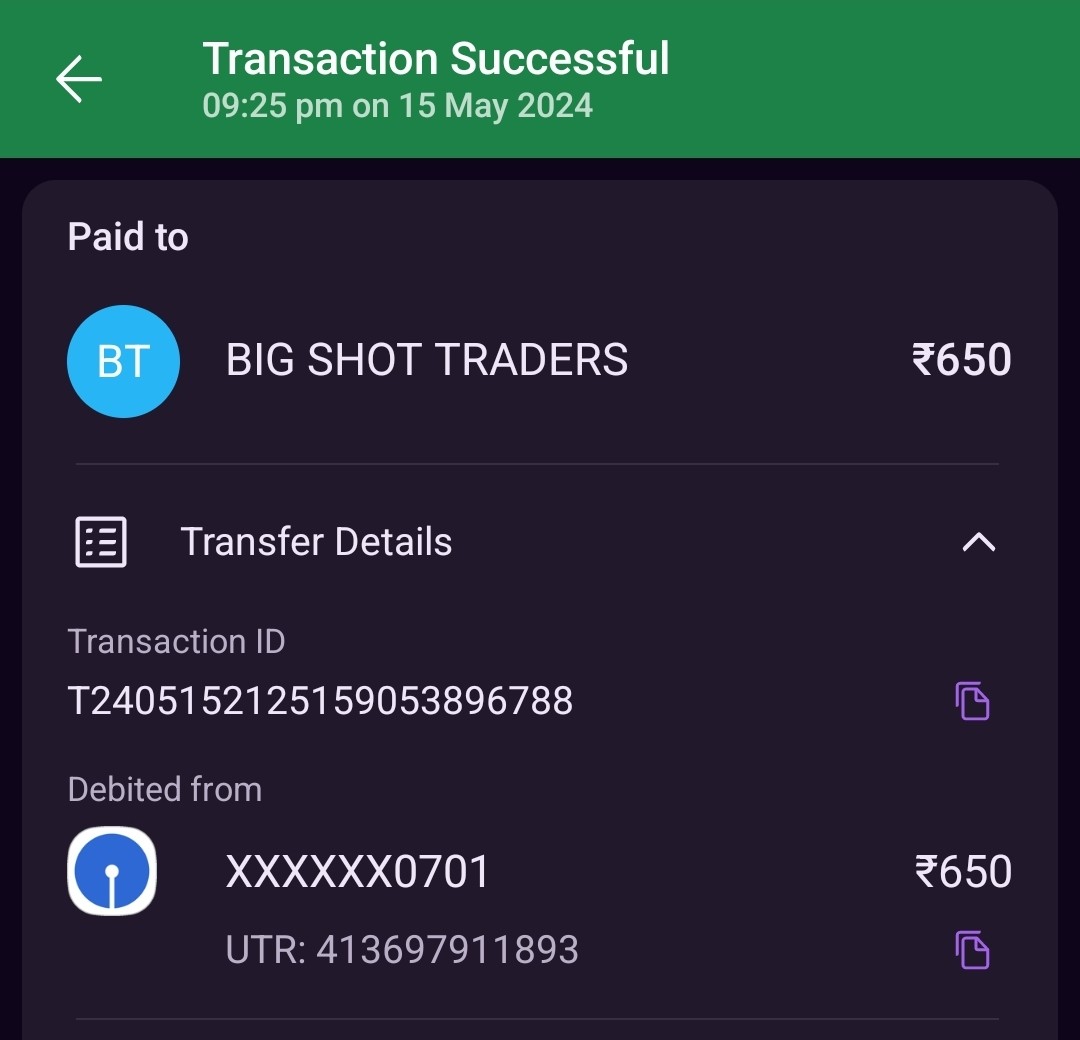 Transaction Successful
09:25 pm on 15 May 2024
Paid to
BT BIG SHOT TRADERS ₹650
Transfer Details
Transaction ID
T2405152125159053896788
Debited from
XXXXXX0701 ₹650
UTR: 413697911893